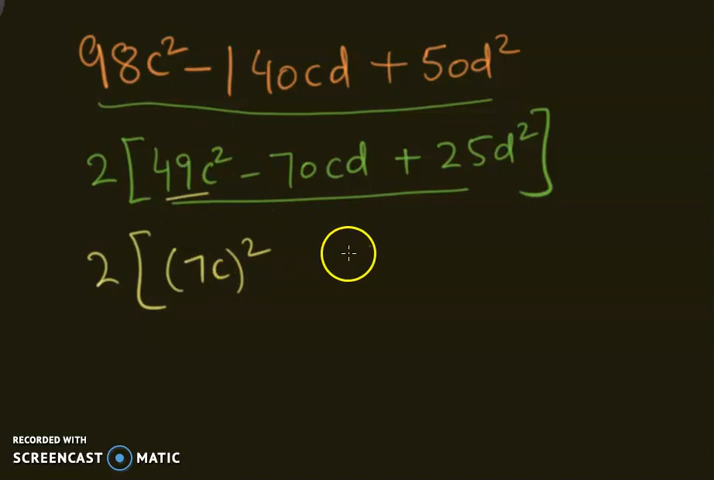 98c² - 140cd + 50d²
2[49c² - 70cd + 25d²]
2[(7c)²
RECORDED WITH
SCREENCAST MATIC